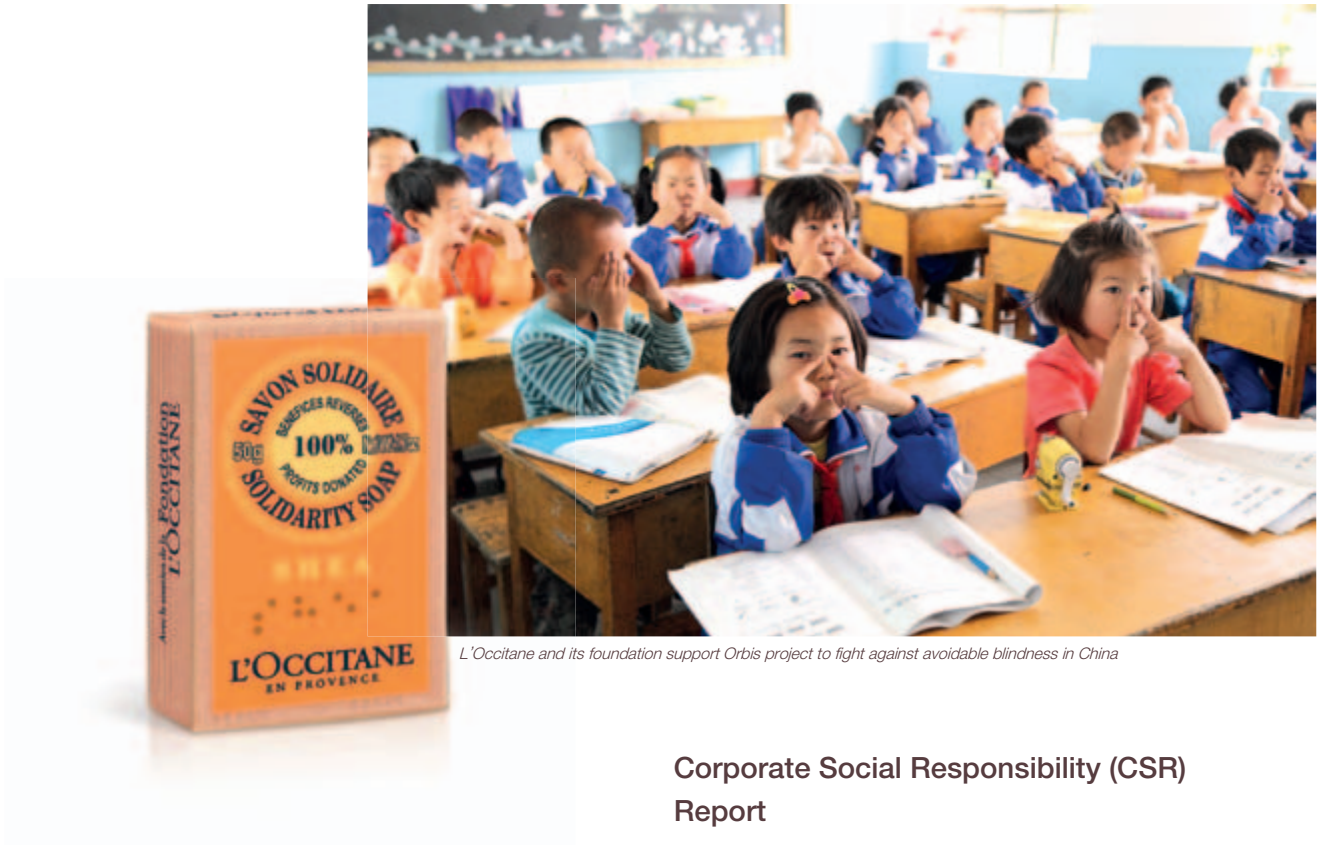 SAVON SOLIDAIRE
BENEFICES REVERSES
50g
100%
PROFITS DONATED
SOLIDARITY SOAP
SHEA
L'OCCITANE
EN PROVENCE
Fondation
L'OCCITANE
L'Occitane and its foundation support Orbis project to fight against avoidable blindness in China
Corporate Social Responsibility (CSR)
Report